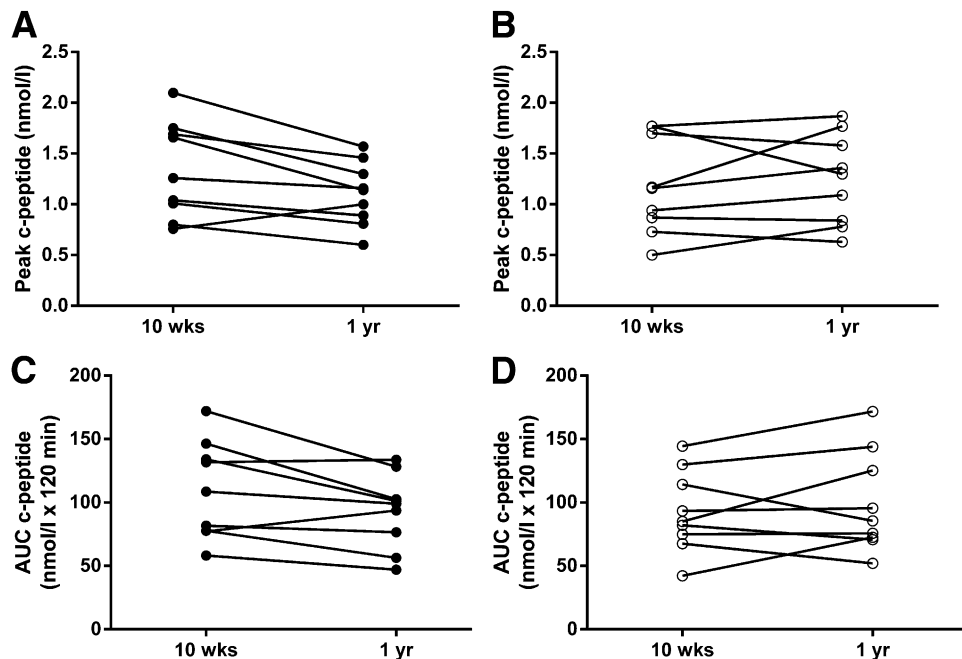 A
Peak c-peptide (nmol/l)
2.5
2.0
1.5
1.0
0.5
0.0
10 wks 1 yr
B
Peak c-peptide (nmol/l)
2.5
2.0
1.5
1.0
0.5
0.0
10 wks 1 yr
C
AUC c-peptide
(nmol/l x 120 min)
200
150
100
50
0
10 wks 1 yr
D
AUC c-peptide
(nmol/l x 120 min)
200
150
100
50
0
10 wks 1 yr